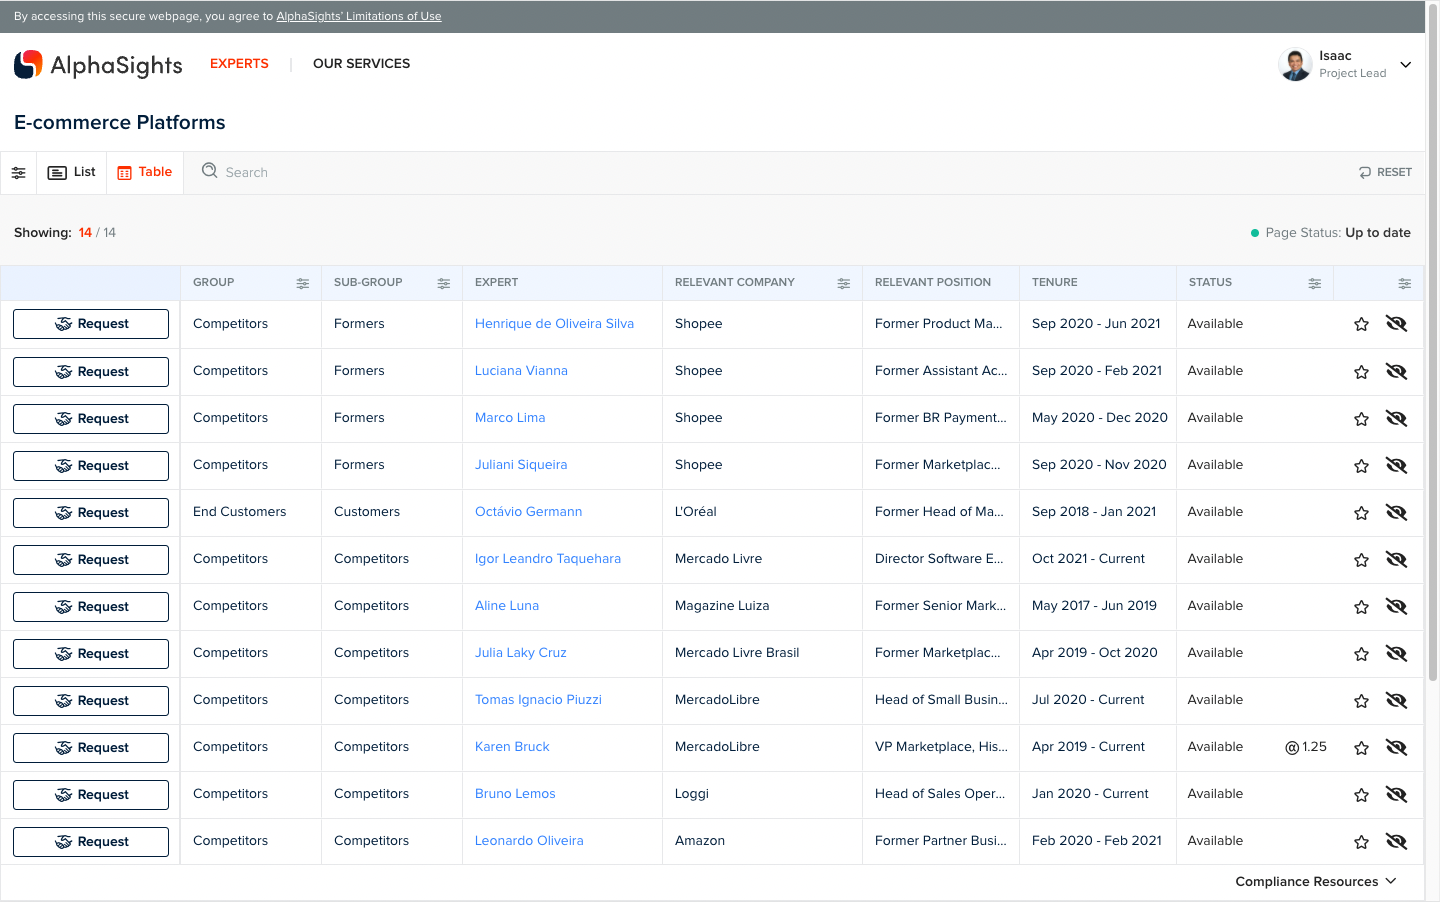 By accessing this secure webpage, you agree to AlphaSights' Limitations of Use
AlphaSights
EXPERTS | OUR SERVICES
Isaac
Project Lead
E-commerce Platforms
List
Table
Search
RESET
Showing: 14 / 14
Page Status: Up to date
GROUP SUB-GROUP EXPERT RELEVANT COMPANY RELEVANT POSITION TENURE STATUS
Request Competitors Formers Henrique de Oliveira Silva Shopee Former Product Ma... Sep 2020 - Jun 2021 Available
Request Competitors Formers Luciana Vianna Shopee Former Assistant Ac... Sep 2020 - Feb 2021 Available
Request Competitors Formers Marco Lima Shopee Former BR Payment... May 2020 - Dec 2020 Available
Request Competitors Formers Juliani Siqueira Shopee Former Marketplac... Sep 2020 - Nov 2020 Available
Request End Customers Customers Octávio Germann L'Oréal Former Head of Ma... Sep 2018 - Jan 2021 Available
Request Competitors Competitors Igor Leandro Taquehara Mercado Livre Director Software E... Oct 2021 - Current Available
Request Competitors Competitors Aline Luna Magazine Luiza Former Senior Mark... May 2017 - Jun 2019 Available
Request Competitors Competitors Julia Laky Cruz Mercado Livre Brasil Former Marketplac... Apr 2019 - Oct 2020 Available
Request Competitors Competitors Tomas Ignacio Piuzzi MercadoLibre Head of Small Busin... Jul 2020 - Current Available
Request Competitors Competitors Karen Bruck MercadoLibre VP Marketplace, His... Apr 2019 - Current Available @ 1.25
Request Competitors Competitors Bruno Lemos Loggi Head of Sales Oper... Jan 2020 - Current Available
Request Competitors Competitors Leonardo Oliveira Amazon Former Partner Busi... Feb 2020 - Feb 2021 Available
Compliance Resources